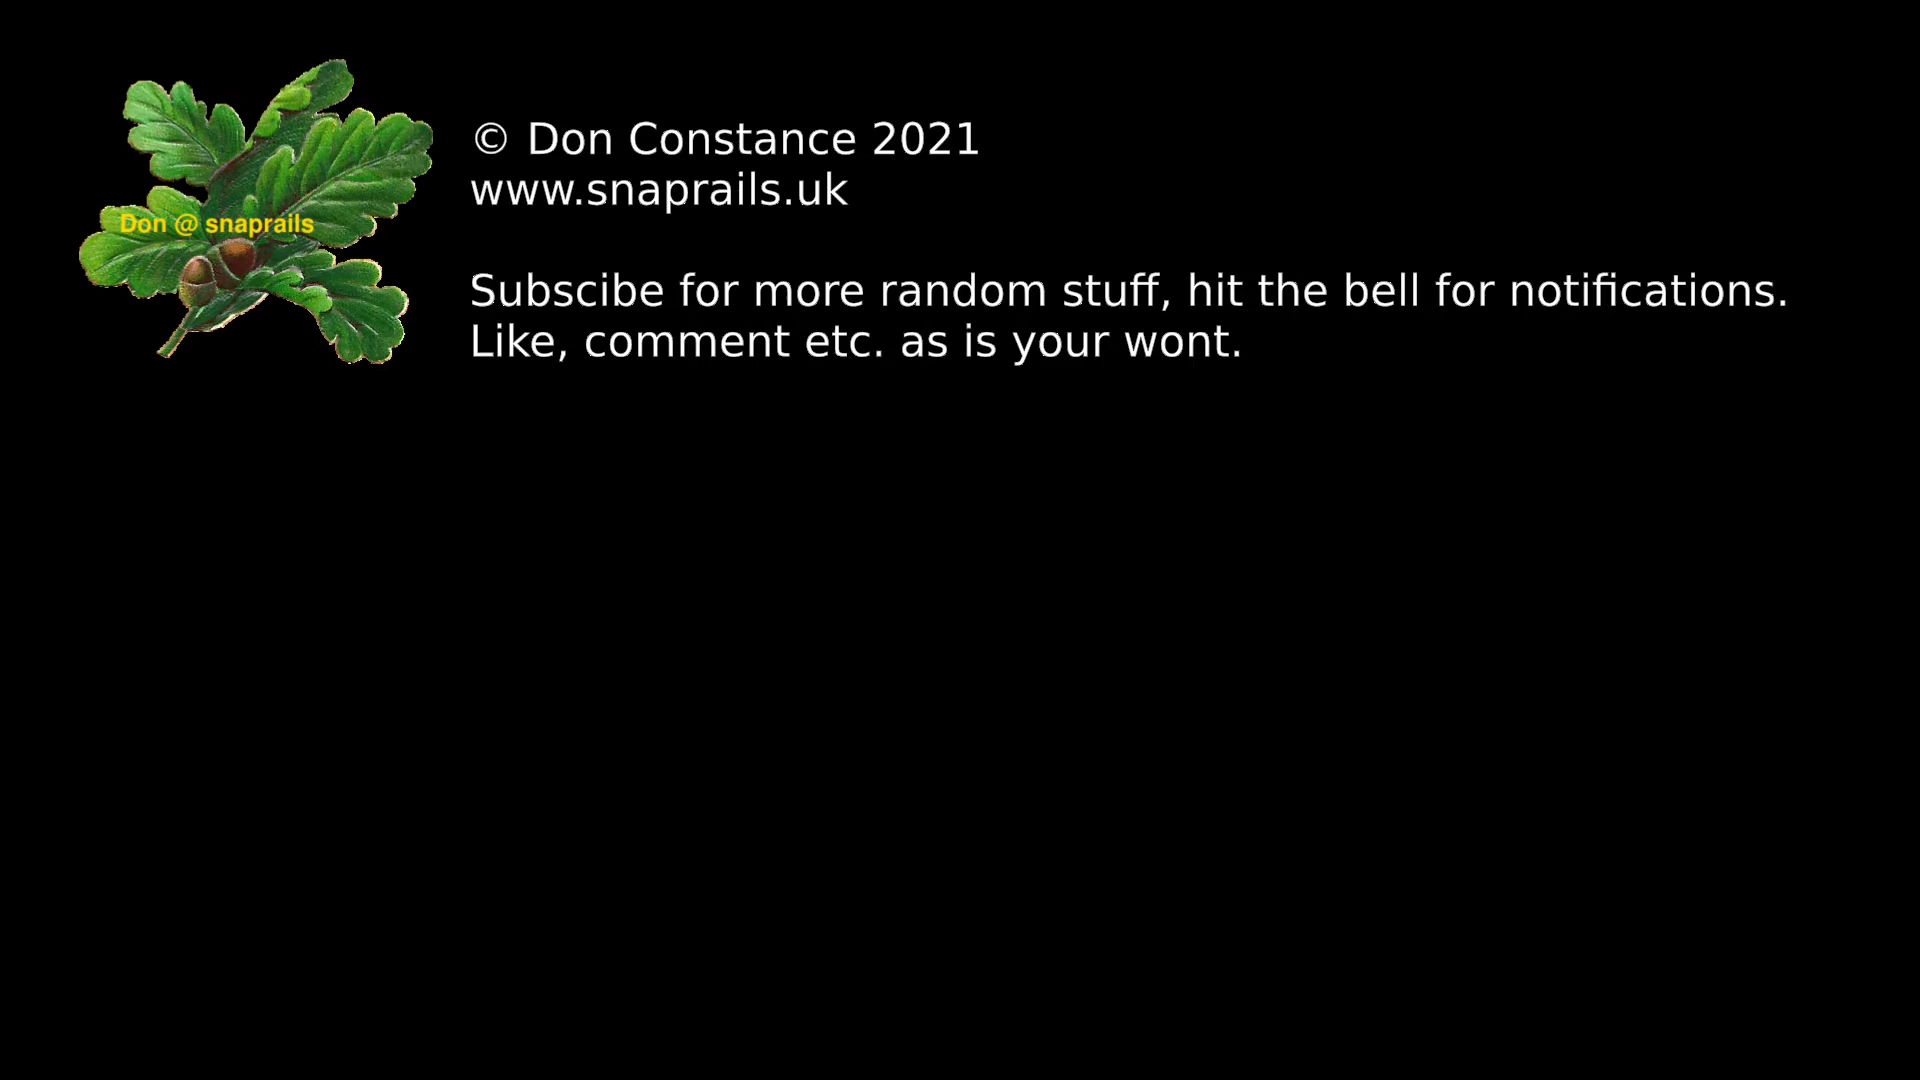 © Don Constance 2021
www.snaprails.uk
Don @ snaprails
Subscibe for more random stuff, hit the bell for notifications.
Like, comment etc. as is your wont.